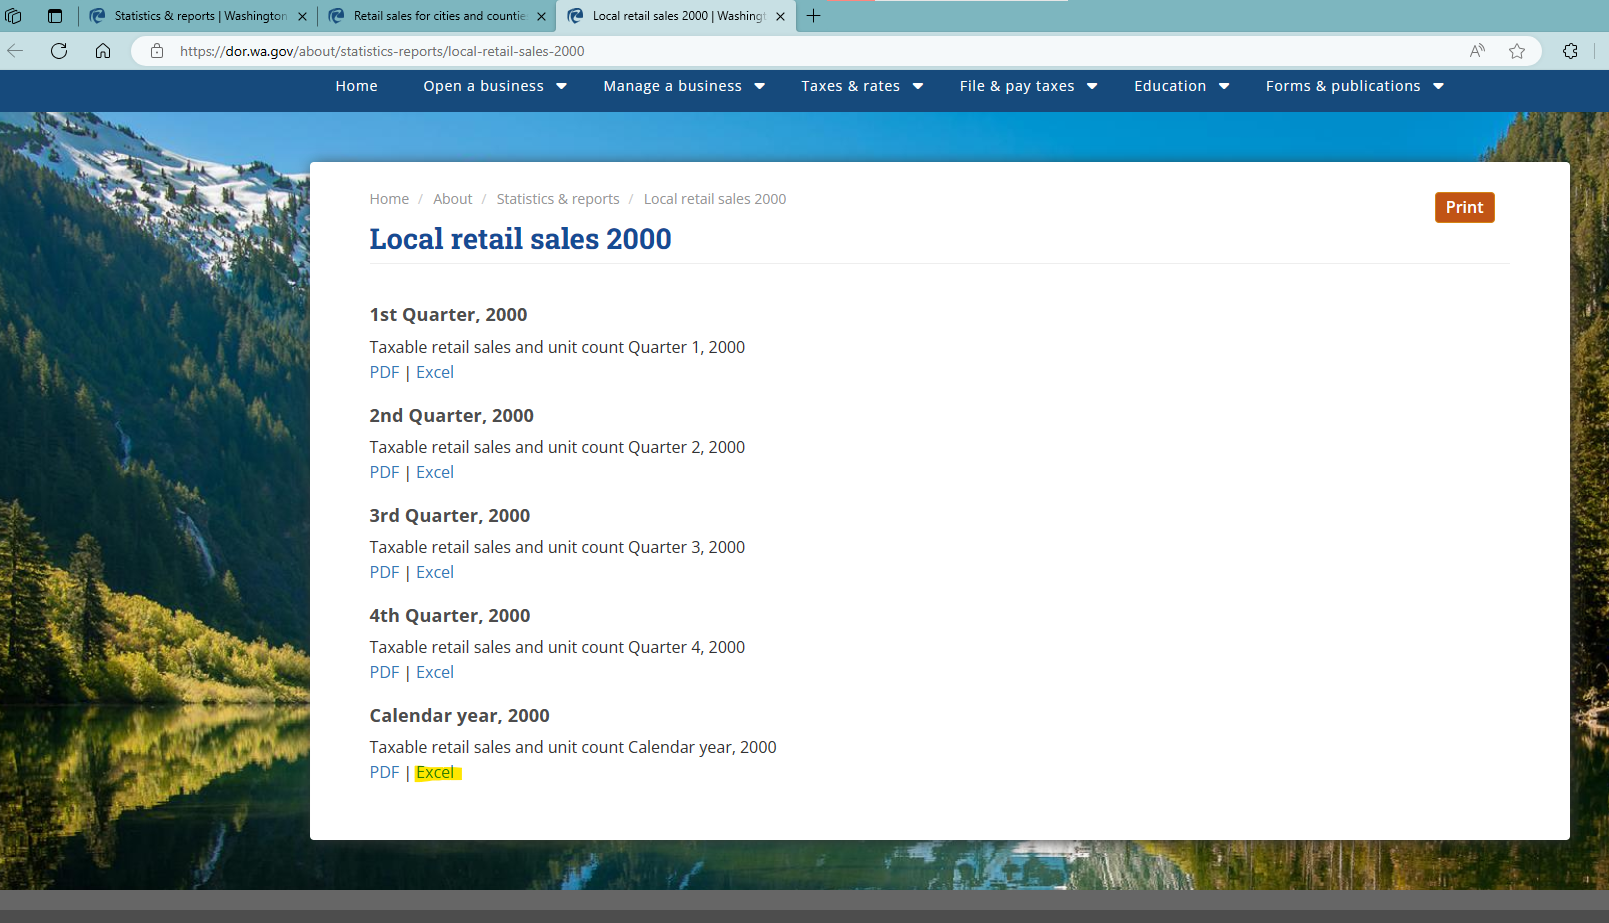 Statistics & reports | Washington
Retail sales for cities and countie
Local retail sales 2000 | Washingt
https://dor.wa.gov/about/statistics-reports/local-retail-sales-2000
Home Open a business Manage a business Taxes & rates File & pay taxes Education Forms & publications
Home / About / Statistics & reports / Local retail sales 2000
Print
Local retail sales 2000
1st Quarter, 2000
Taxable retail sales and unit count Quarter 1, 2000
PDF | Excel
2nd Quarter, 2000
Taxable retail sales and unit count Quarter 2, 2000
PDF | Excel
3rd Quarter, 2000
Taxable retail sales and unit count Quarter 3, 2000
PDF | Excel
4th Quarter, 2000
Taxable retail sales and unit count Quarter 4, 2000
PDF | Excel
Calendar year, 2000
Taxable retail sales and unit count Calendar year, 2000
PDF | Excel